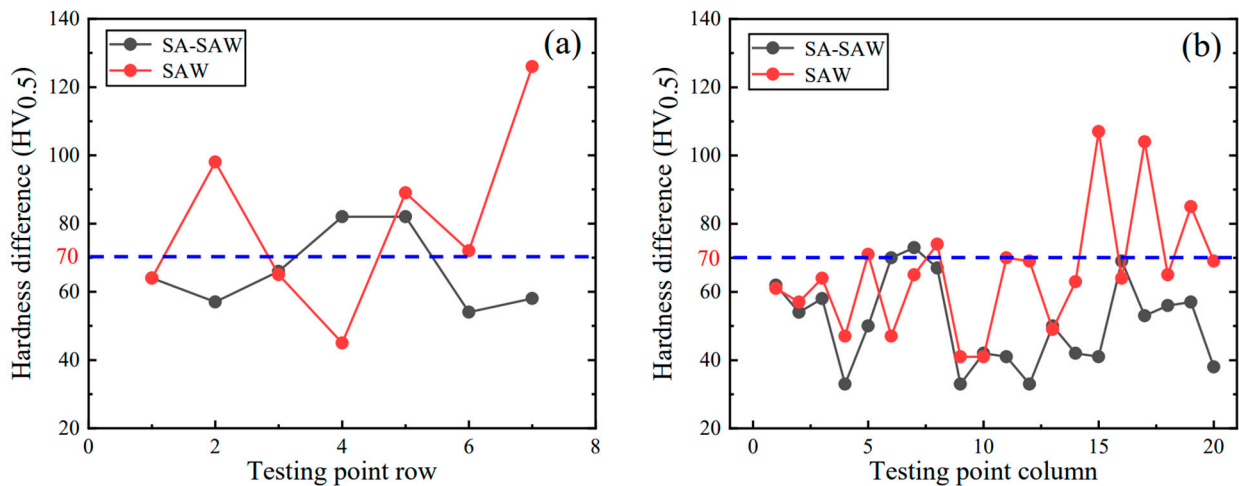 (a)
SA-SAW
SAW
Hardness difference (HV0.5)
140
120
100
80
70
60
40
20
0
2
4
6
8
Testing point row
(b)
SA-SAW
SAW
Hardness difference (HV0.5)
140
120
100
80
70
60
40
20
0
5
10
15
20
Testing point column